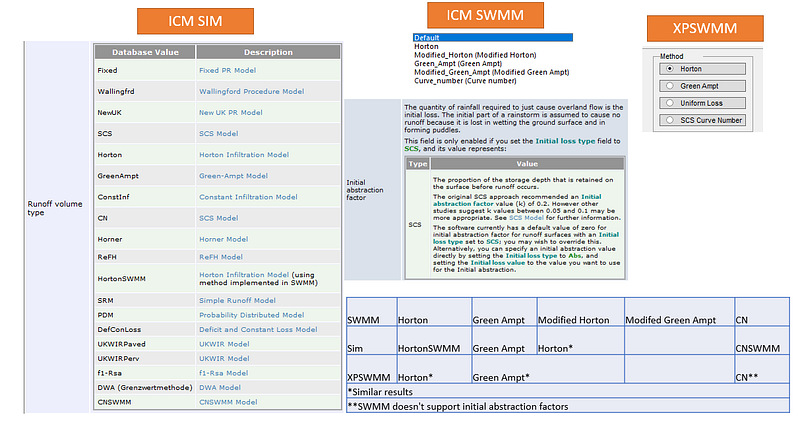 ICM SIM
ICM SWMM
XPSWMM
Runoff volume
type
Database Value Description
Fixed Fixed PR Model
Wallingfrd Wallingford Procedure Model
NewUK New UK PR Model
SCS SCS Model
Horton Horton Infiltration Model
GreenAmpt Green-Ampt Model
ConstInf Constant Infiltration Model
CN SCS Model
Horner Horner Model
ReFH ReFH Model
HortonSWMM Horton Infiltration Model (using
method implemented in SWMM)
SRM Simple Runoff Model
PDM Probability Distributed Model
DefConLoss Deficit and Constant Loss Model
UKWIRPaved UKWIR Model
UKWIRPerv UKWIR Model
f1-Rsa f1-Rsa Model
DWA (Grenzwertmethode) DWA Model
CNSWMM CNSWMM Model
Default
Horton
Modified_Horton (Modified Horton)
Green_Ampt (Green Ampt)
Modified_Green_Ampt (Modified Green Ampt)
Curve_number (Curve number)
Method
Horton
Green Ampt
Uniform Loss
SCS Curve Number
Initial
abstraction
factor
The quantity of rainfall required to just cause overland flow is the
initial loss. The initial part of a rainstorm is assumed to cause no
runoff because it is lost in wetting the ground surface and in
forming puddles.
This field is only enabled if you set the Initial loss type field to
SCS, and its value represents:
Type Value
SCS
The proportion of the storage depth that is retained on
the surface before runoff occurs.
The original SCS approach recommended an Initial
abstraction factor value (k) of 0.2. However other
studies suggest k values between 0.05 and 0.1 may be
more appropriate. See SCS Model for further information.
The software currently has a default value of zero for
initial abstraction factor for runoff surfaces with an Initial
loss type set to SCS; you may wish to override this.
Alternatively, you can specify an initial abstraction value
directly by setting the Initial loss type to Abs, and
setting the Initial loss value to the value you want to use
for the Initial abstraction.
SWMM Horton Green Ampt Modified Horton Modifed Green Ampt CN
Sim HortonSWMM Green Ampt Horton* CNSWMM
XPSWMM Horton* Green Ampt* CN**
*Similar results
**SWMM doesn't support initial abstraction factors